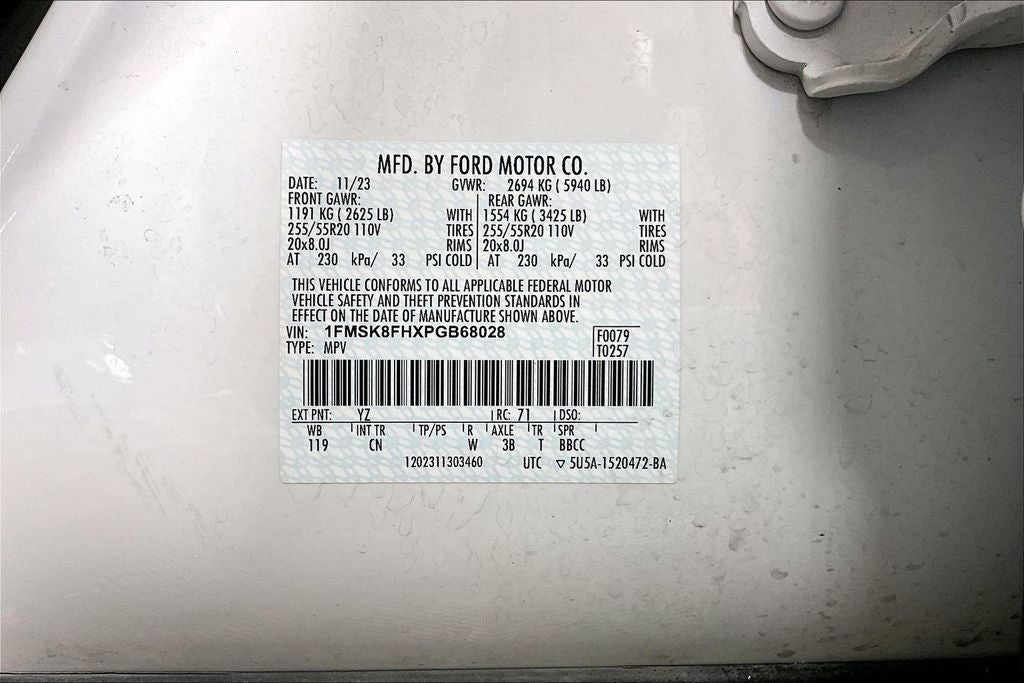 MFD. BY FORD MOTOR CO.
DATE: 11/23 GVWR: 2694 KG ( 5940 LB)
FRONT GAWR: REAR GAWR:
1191 KG ( 2625 LB) WITH 1554 KG ( 3425 LB) WITH
255/55R20 110V TIRES 255/55R20 110V TIRES
20x8.0J RIMS 20x8.0J RIMS
AT 230 kPa/ 33 PSI COLD AT 230 kPa/ 33 PSI COLD
THIS VEHICLE CONFORMS TO ALL APPLICABLE FEDERAL MOTOR
VEHICLE SAFETY AND THEFT PREVENTION STANDARDS IN
EFFECT ON THE DATE OF MANUFACTURE SHOWN ABOVE.
VIN: 1FMSK8FHXPGB68028 F0079
TYPE: MPV T0257
EXT PNT: YZ RC: 71 DSO:
WB INT TR TP/PS R AXLE TR SPR
119 CN W 3B T BBCC
1202311303460 UTC ▽ 5U5A-1520472-BA